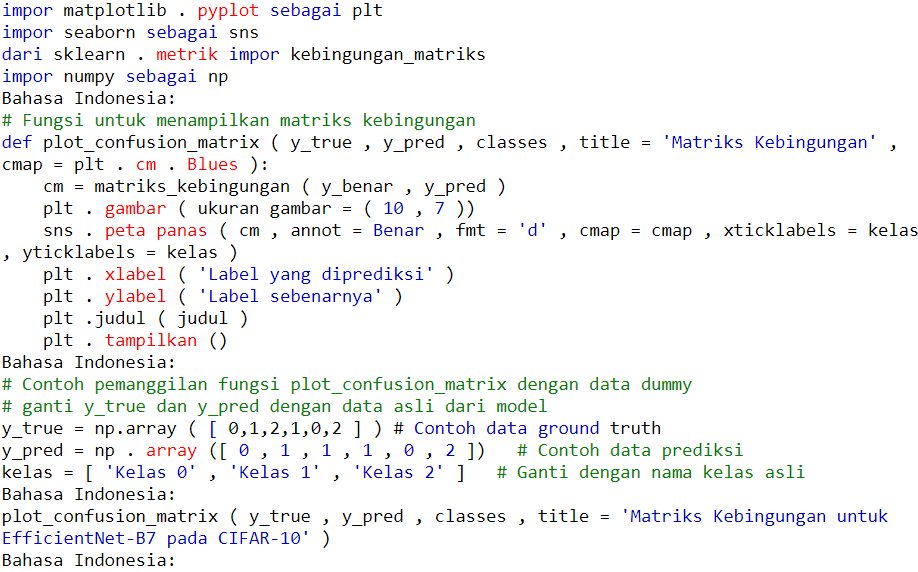 impor matplotlib . pyplot sebagai plt
impor seaborn sebagai sns
dari sklearn . metrik impor kebingungan_matriks
impor numpy sebagai np
Bahasa Indonesia:
# Fungsi untuk menampilkan matriks kebingungan
def plot_confusion_matrix ( y_true , y_pred , classes , title = 'Matriks Kebingungan' ,
cmap = plt . cm . Blues ):
cm = matriks_kebingungan ( y_benar , y_pred )
plt . gambar ( ukuran gambar = ( 10 , 7 ))
sns . peta panas ( cm , annot = Benar , fmt = 'd' , cmap = cmap , xticklabels = kelas
, yticklabels = kelas )
plt . xlabel ( 'Label yang diprediksi' )
plt . ylabel ( 'Label sebenarnya' )
plt .judul ( judul )
plt . tampilkan ()
Bahasa Indonesia:
# Contoh pemanggilan fungsi plot_confusion_matrix dengan data dummy
# ganti y_true dan y_pred dengan data asli dari model
y_true = np.array ( [ 0,1,2,1,0,2 ] ) # Contoh data ground truth
y_pred = np . array ([ 0 , 1 , 1 , 1 , 0 , 2 ]) # Contoh data prediksi
kelas = [ 'Kelas 0' , 'Kelas 1' , 'Kelas 2' ] # Ganti dengan nama kelas asli
Bahasa Indonesia:
plot_confusion_matrix ( y_true , y_pred , classes , title = 'Matriks Kebingungan untuk
EfficientNet-B7 pada CIFAR-10' )
Bahasa Indonesia: